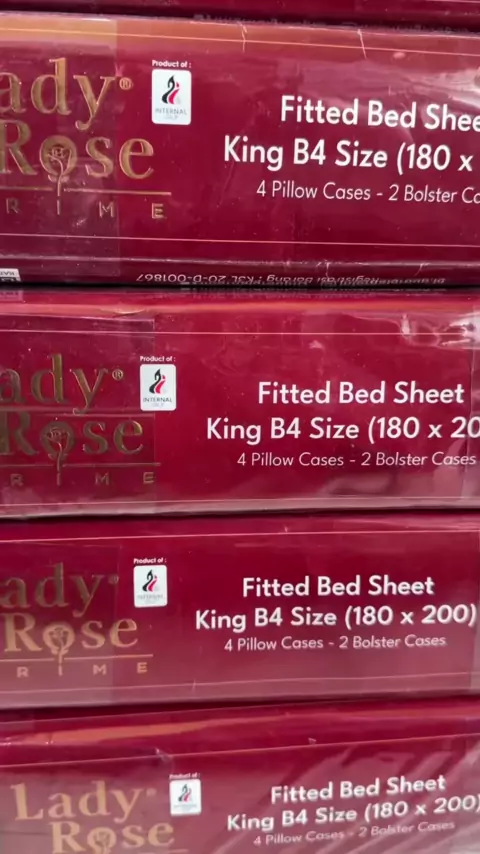 Product of :
ady®
Rose
R I M E
INTERNAL
Fitted Bed Shee
King B4 Size (180 x
4 Pillow Cases - 2 Bolster Ca
Product of :
ady®
Rose
R I M E
INTERNAL
Fitted Bed Sheet
King B4 Size (180 x 20
4 Pillow Cases - 2 Bolster Cases
Product of :
ady
Rose
R I M E
INTERNAL
Fitted Bed Sheet
King B4 Size (180 x 200)
4 Pillow Cases - 2 Bolster Cases
Product of :
Lady
Rose
Fitted Bed Sheet
King B4 Size (180 x 200)
4 Pillow Cases - 2 Bolster Cases